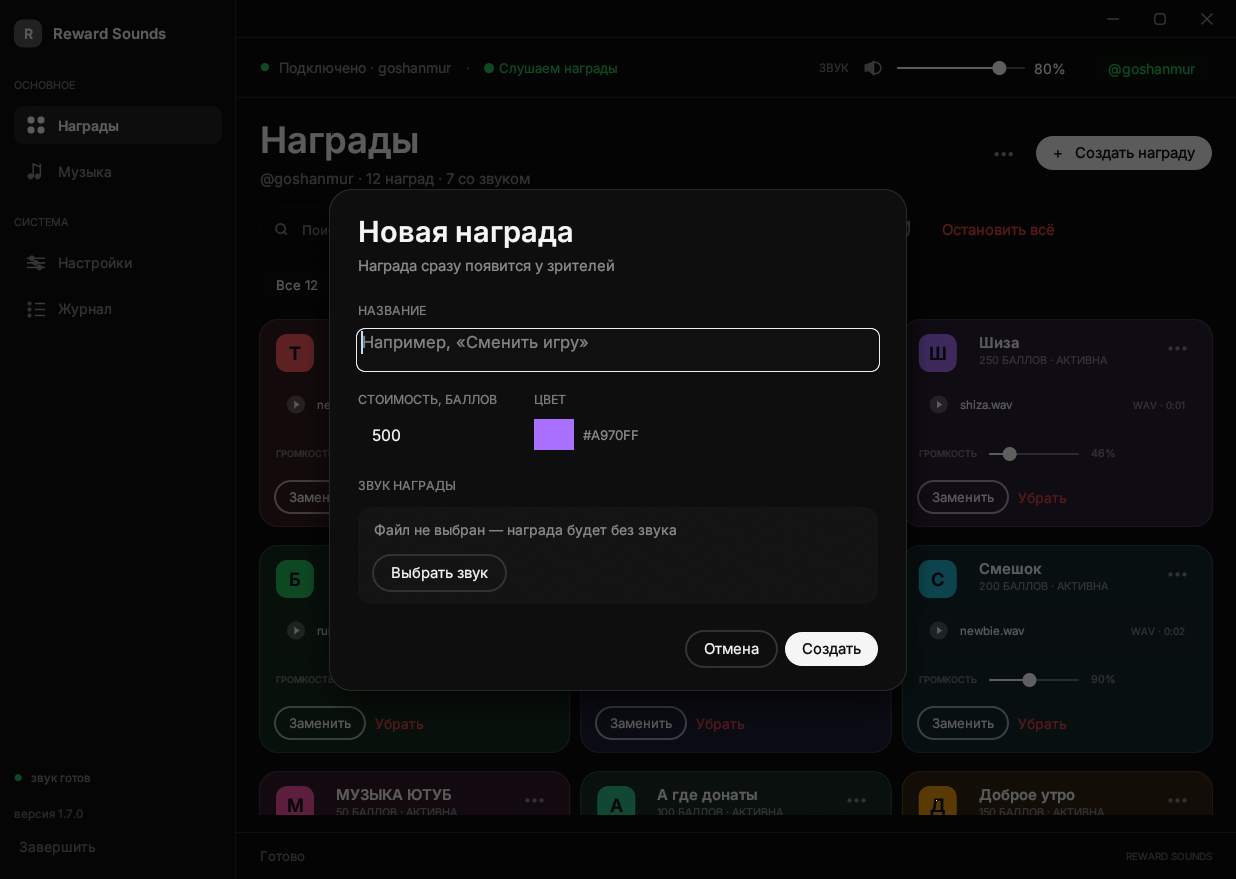 R Reward Sounds
ОСНОВНОЕ
Награды
Музыка
СИСТЕМА
Настройки
Журнал
звук готов
версия 1.7.0
Завершить
Подключено · goshanmur · Слушаем награды
ЗВУК 80% @goshanmur
Награды
@goshanmur · 12 наград · 7 со звуком
••• + Создать награду
Остановить всё
Все 12
Новая награда
Награда сразу появится у зрителей
НАЗВАНИЕ
Например, «Сменить игру»
СТОИМОСТЬ, БАЛЛОВ ЦВЕТ
500 #A970FF
ЗВУК НАГРАДЫ
Файл не выбран — награда будет без звука
Выбрать звук
Отмена Создать
Т
ГРОМКОСТЬ
Ш Шиза
250 БАЛЛОВ · АКТИВНА
shiza.wav WAV · 0:01
ГРОМКОСТЬ 46%
Заменить Убрать
Б
ГРОМКОСТЬ
Заменить Убрать
Заменить Убрать
С Смешок
200 БАЛЛОВ · АКТИВНА
newbie.wav WAV · 0:02
ГРОМКОСТЬ 90%
Заменить Убрать
М МУЗЫКА ЮТУБ
50 БАЛЛОВ · АКТИВНА
А А где донаты
100 БАЛЛОВ · АКТИВНА
Д Доброе утро
150 БАЛЛОВ · АКТИВНА
Готово
REWARD SOUNDS